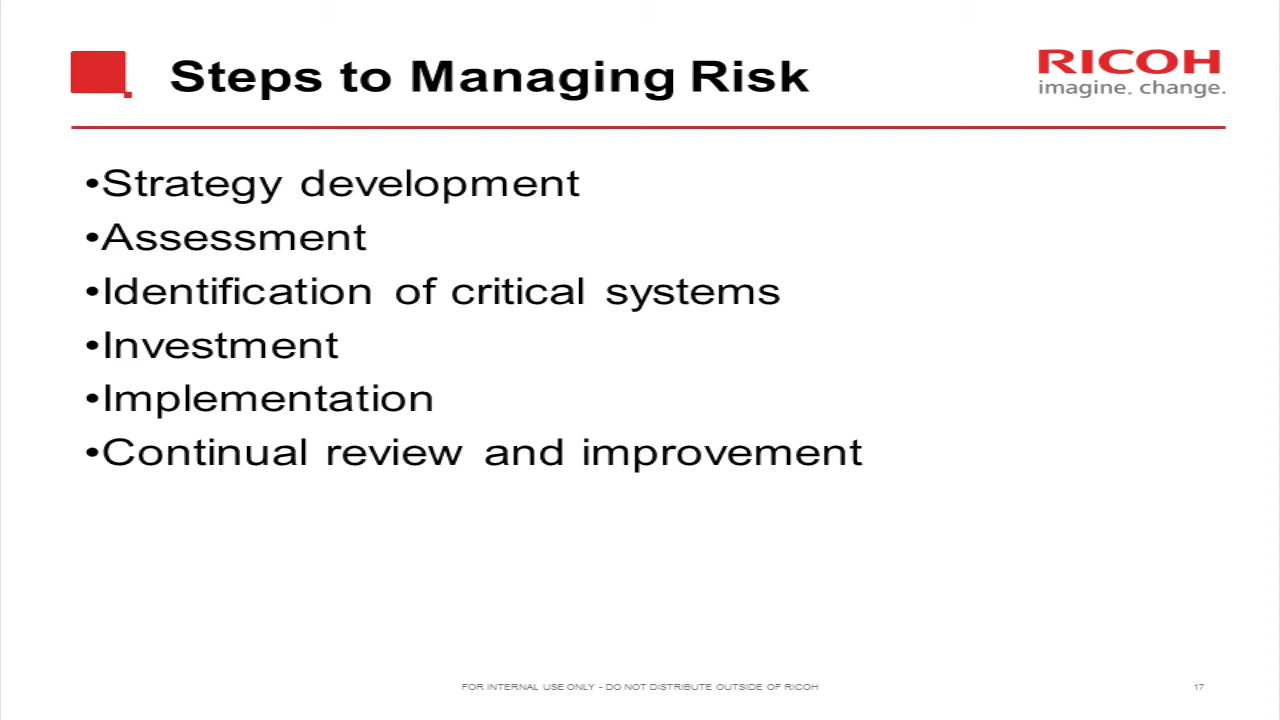 Steps to Managing Risk
RICOH
imagine. change.
•Strategy development
•Assessment
•Identification of critical systems
•Investment
•Implementation
•Continual review and improvement
FOR INTERNAL USE ONLY - DO NOT DISTRIBUTE OUTSIDE OF RICOH
17